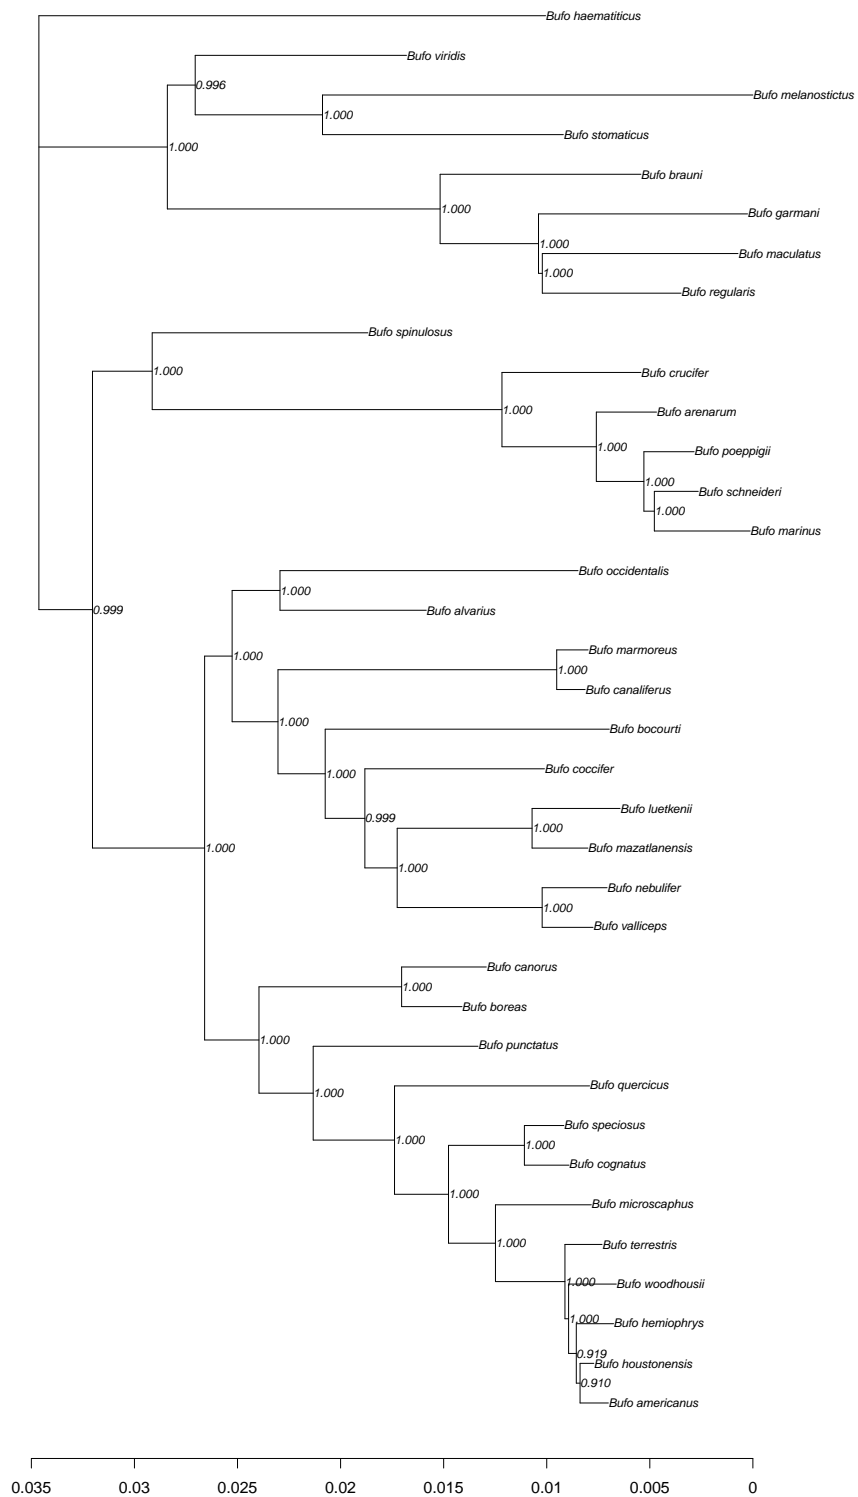 Bufo haematiticus
Bufo viridis
0.996
Bufo melanostictus
1.000
Bufo stomaticus
1.000
Bufo brauni
1.000
Bufo garmani
1.000
Bufo maculatus
1.000
Bufo regularis
Bufo spinulosus
1.000
Bufo crucifer
1.000
Bufo arenarum
1.000
Bufo poeppigii
1.000
Bufo schneideri
1.000
Bufo marinus
Bufo occidentalis
1.000
0.999
Bufo alvarius
Bufo marmoreus
1.000
1.000
Bufo canaliferus
1.000
Bufo bocourti
1.000
Bufo coccifer
Bufo luetkenii
0.999
1.000
Bufo mazatlanensis
1.000
1.000
Bufo nebulifer
1.000
Bufo valliceps
Bufo canorus
1.000
Bufo boreas
1.000
Bufo punctatus
Bufo quercicus
1.000
Bufo speciosus
1.000
1.000
Bufo cognatus
1.000
Bufo microscaphus
1.000
Bufo terrestris
1.000
Bufo woodhousii
1.000
Bufo hemiophrys
0.919
Bufo houstonensis
0.910
Bufo americanus
0.035 0.03 0.025 0.02 0.015 0.01 0.005 0